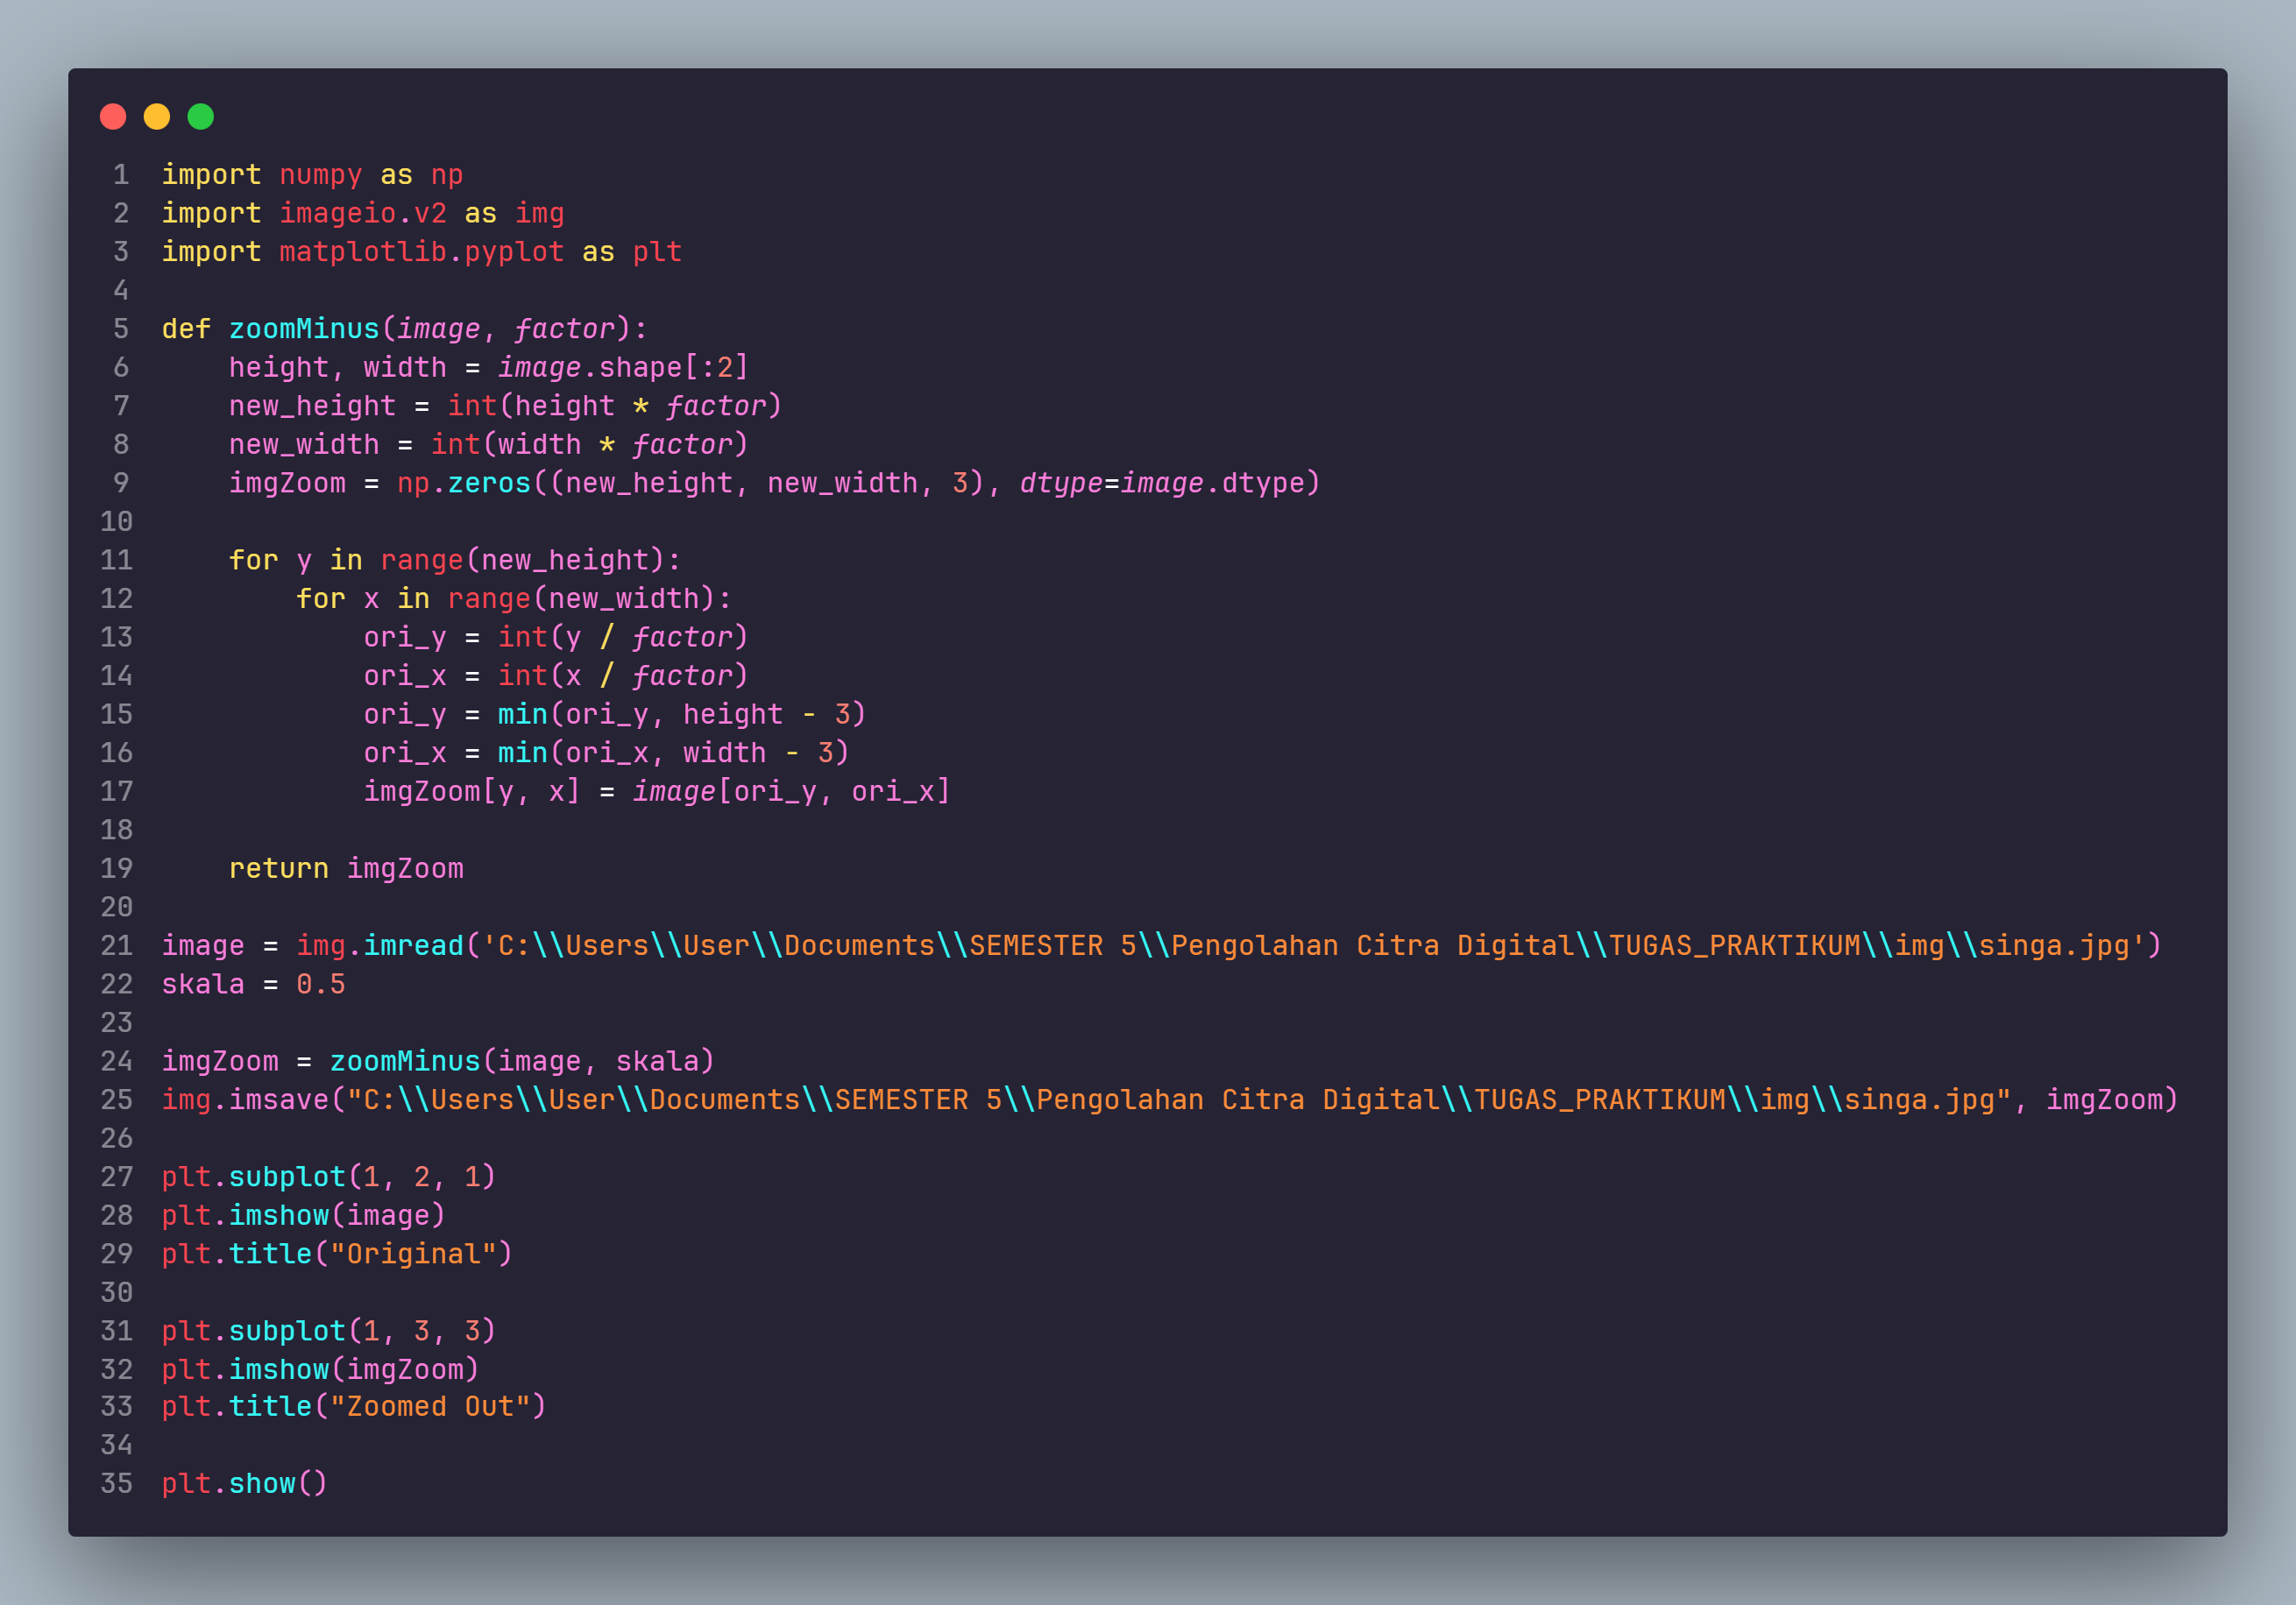 1 import numpy as np
2 import imageio.v2 as img
3 import matplotlib.pyplot as plt
4
5 def zoomMinus(image, factor):
6     height, width = image.shape[:2]
7     new_height = int(height * factor)
8     new_width = int(width * factor)
9     imgZoom = np.zeros((new_height, new_width, 3), dtype=image.dtype)
10
11     for y in range(new_height):
12         for x in range(new_width):
13             ori_y = int(y / factor)
14             ori_x = int(x / factor)
15             ori_y = min(ori_y, height - 3)
16             ori_x = min(ori_x, width - 3)
17             imgZoom[y, x] = image[ori_y, ori_x]
18
19     return imgZoom
20
21 image = img.imread('C:\\Users\\User\\Documents\\SEMESTER 5\\Pengolahan Citra Digital\\TUGAS_PRAKTIKUM\\img\\singa.jpg')
22 skala = 0.5
23
24 imgZoom = zoomMinus(image, skala)
25 img.imsave("C:\\Users\\User\\Documents\\SEMESTER 5\\Pengolahan Citra Digital\\TUGAS_PRAKTIKUM\\img\\singa.jpg", imgZoom)
26
27 plt.subplot(1, 2, 1)
28 plt.imshow(image)
29 plt.title("Original")
30
31 plt.subplot(1, 3, 3)
32 plt.imshow(imgZoom)
33 plt.title("Zoomed Out")
34
35 plt.show()